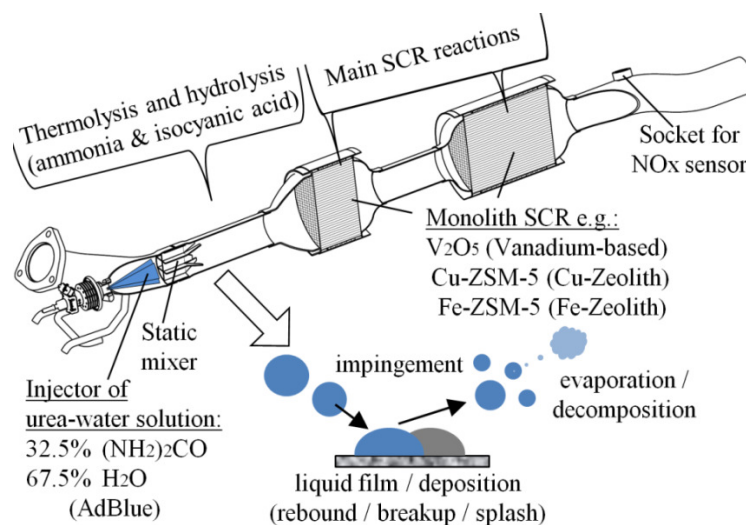 Main SCR reactions
Thermolysis and hydrolysis
(ammonia & isocyanic acid)
Socket for
NOx sensor
Monolith SCR e.g.:
V2O5 (Vanadium-based)
Cu-ZSM-5 (Cu-Zeolith)
Fe-ZSM-5 (Fe-Zeolith)
Static
mixer
Injector of
urea-water solution:
32.5% (NH2)2CO
67.5% H2O
(AdBlue)
impingement
evaporation /
decomposition
liquid film / deposition
(rebound / breakup / splash)